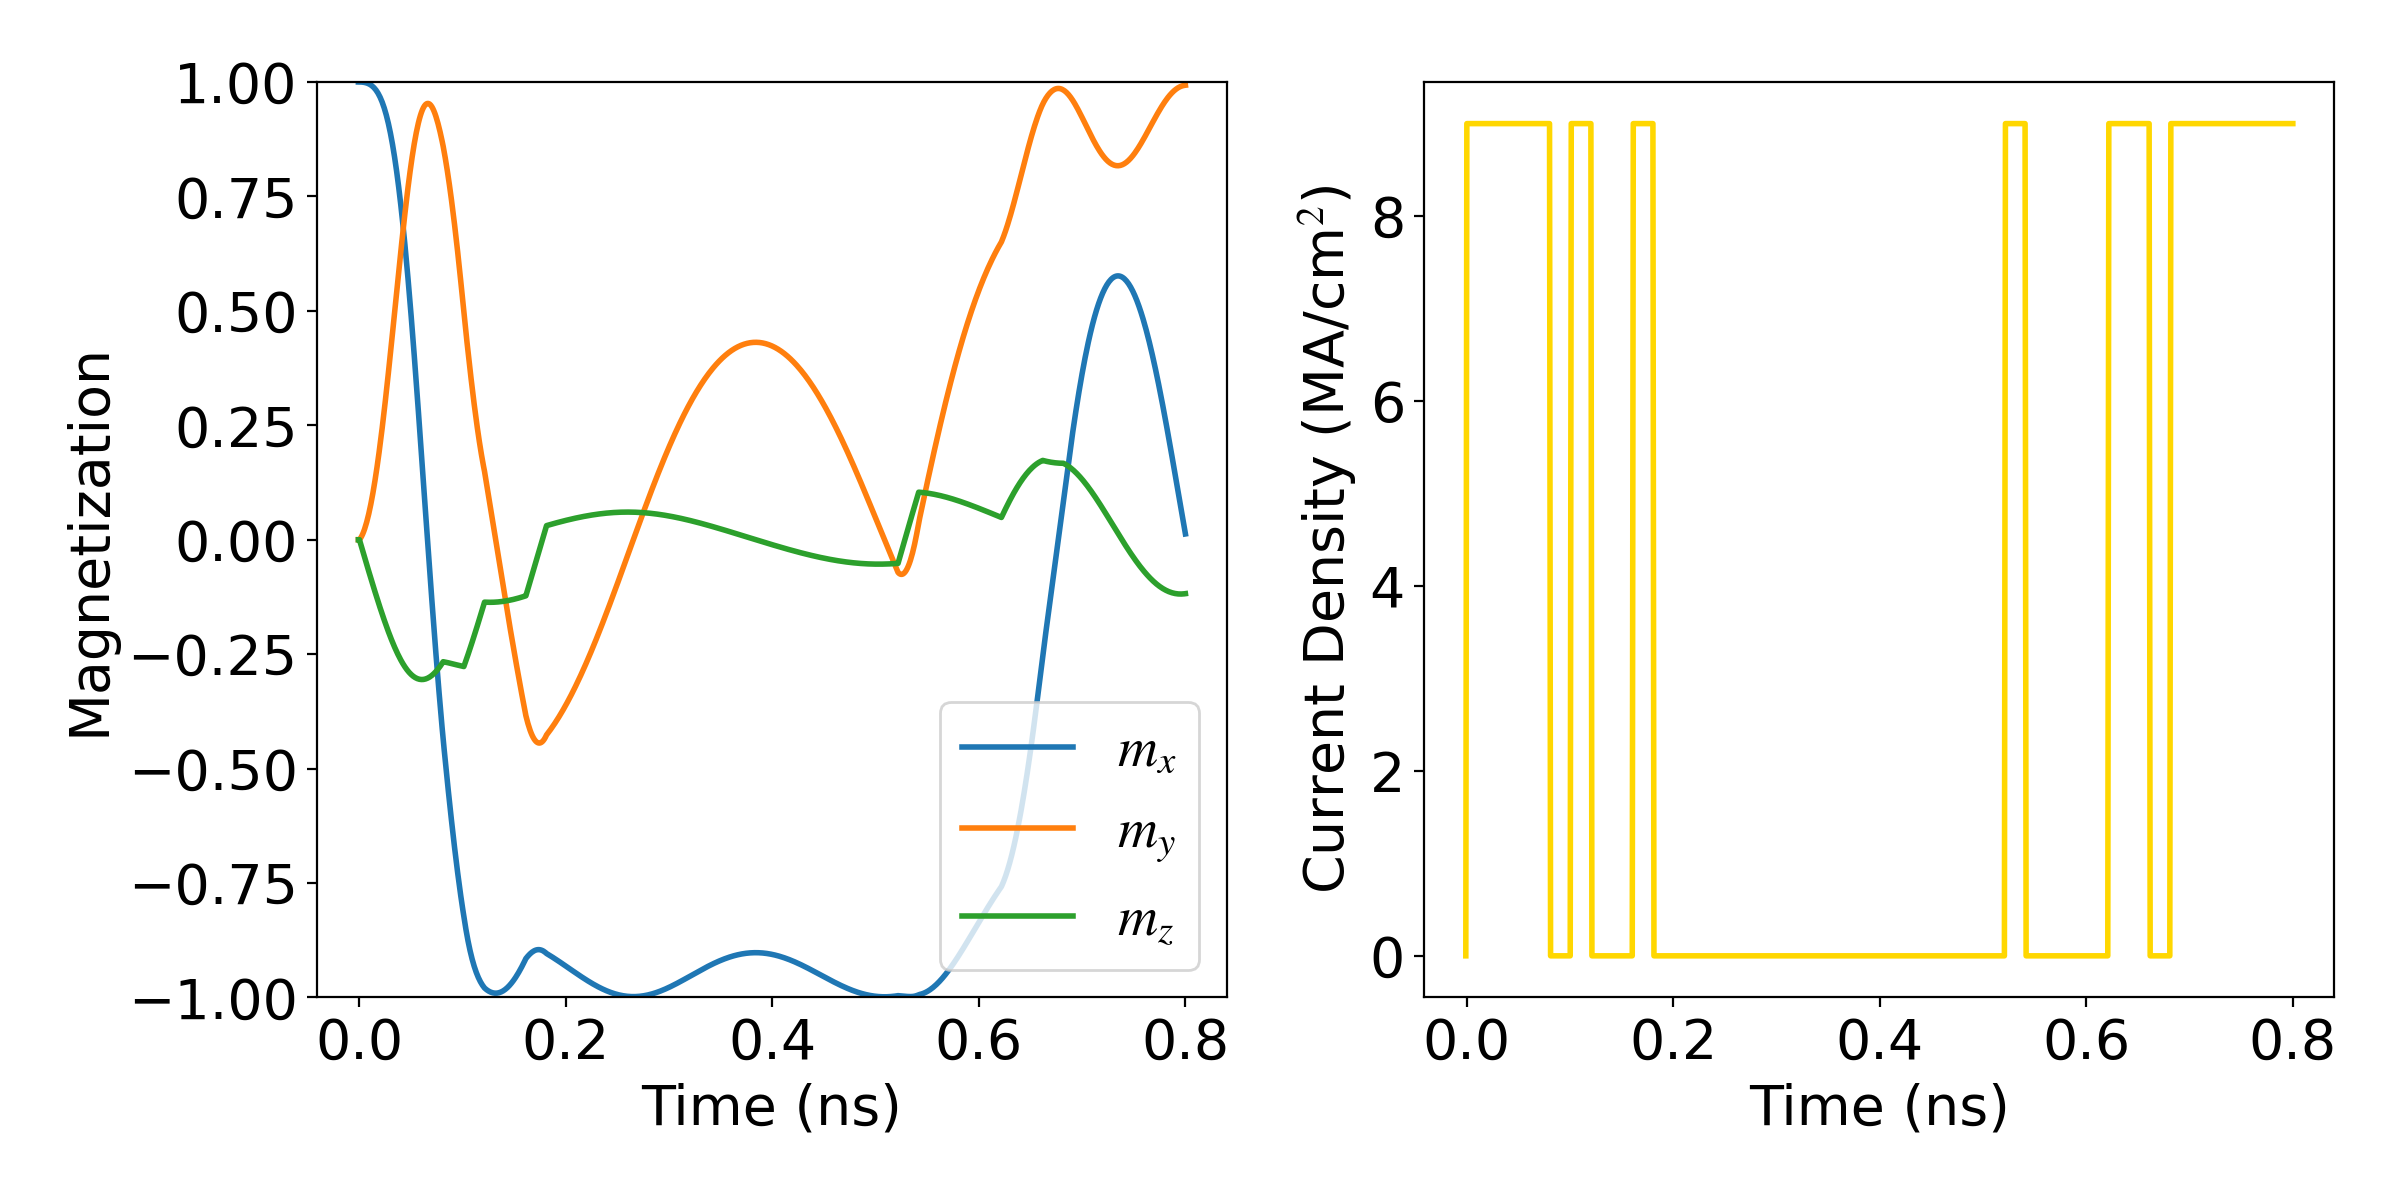 Magnetization
1.00
0.75
0.50
0.25
0.00
−0.25
−0.50
−0.75
−1.00
0.0 0.2 0.4 0.6 0.8
Time (ns)
m_x
m_y
m_z
Current Density (MA/cm²)
8
6
4
2
0
0.0 0.2 0.4 0.6 0.8
Time (ns)